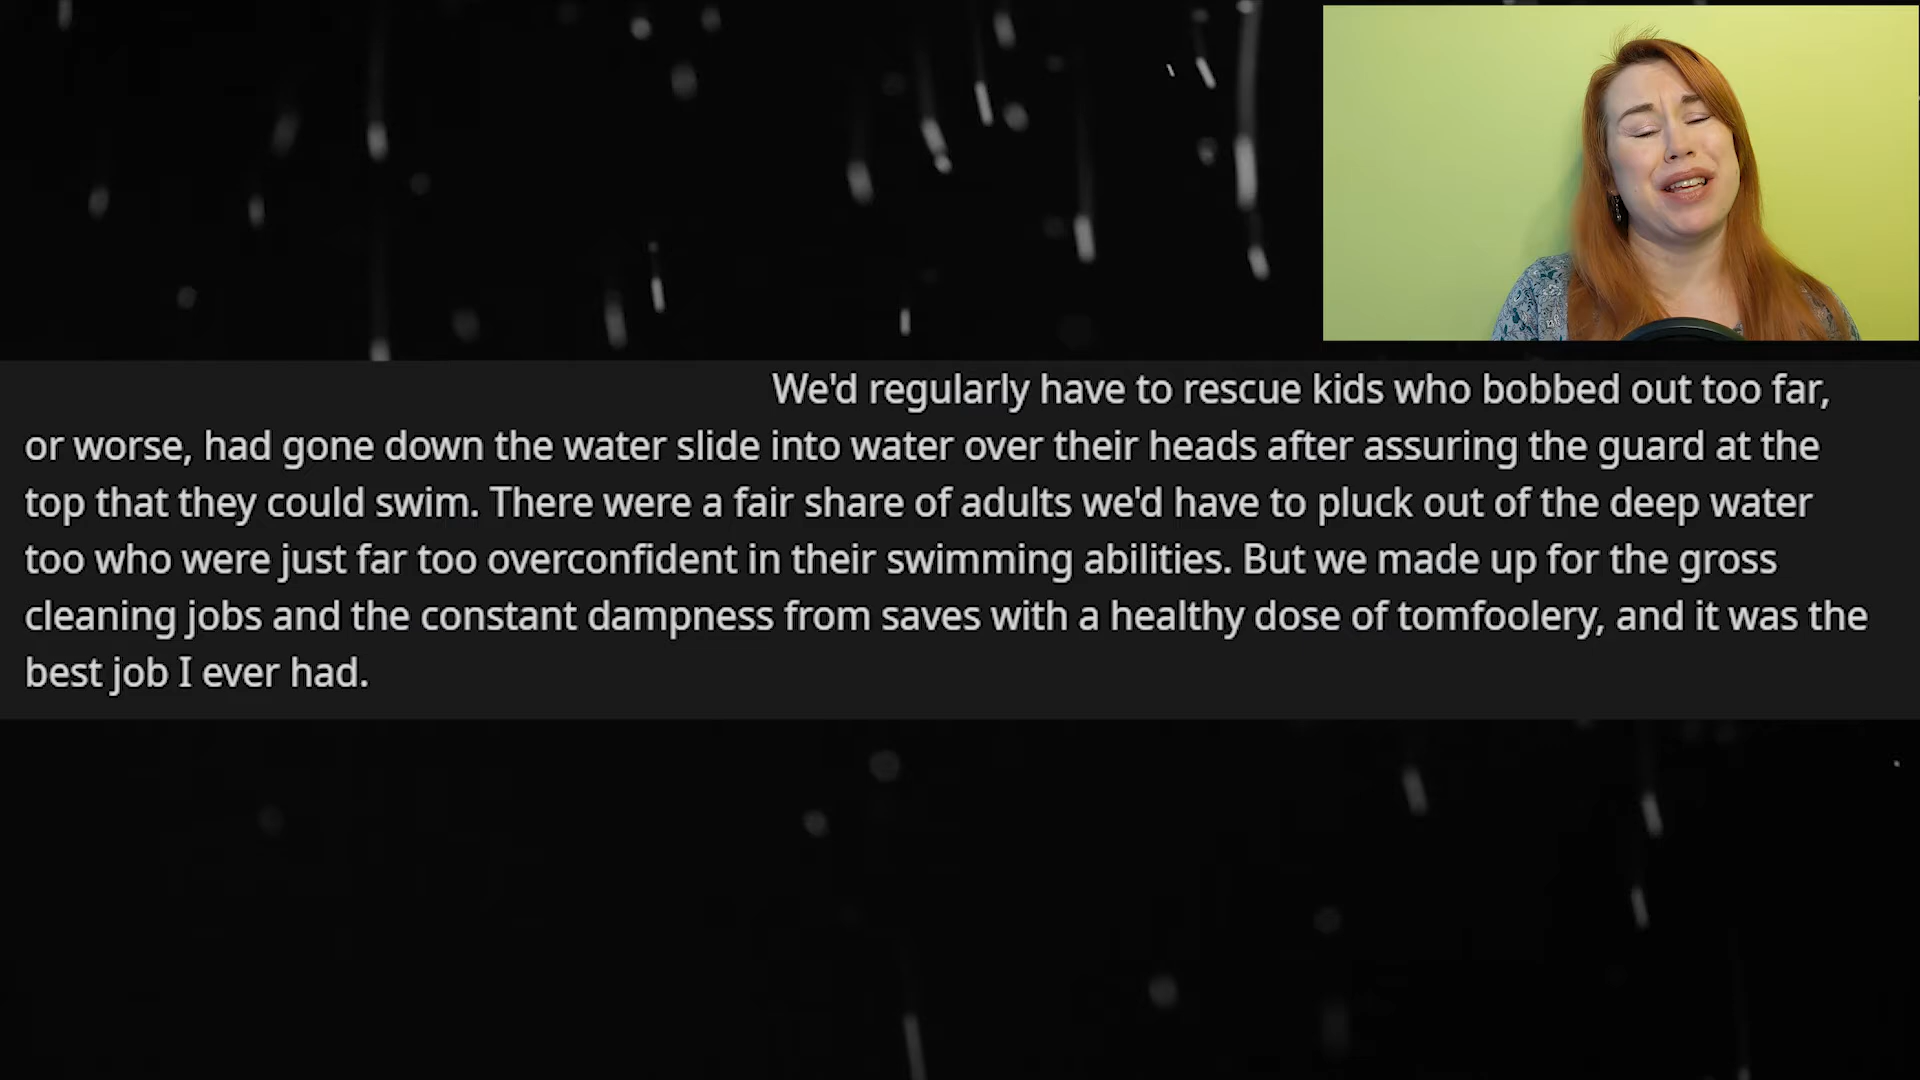 We'd regularly have to rescue kids who bobbed out too far,
or worse, had gone down the water slide into water over their heads after assuring the guard at the
top that they could swim. There were a fair share of adults we'd have to pluck out of the deep water
too who were just far too overconfident in their swimming abilities. But we made up for the gross
cleaning jobs and the constant dampness from saves with a healthy dose of tomfoolery, and it was the
best job I ever had.